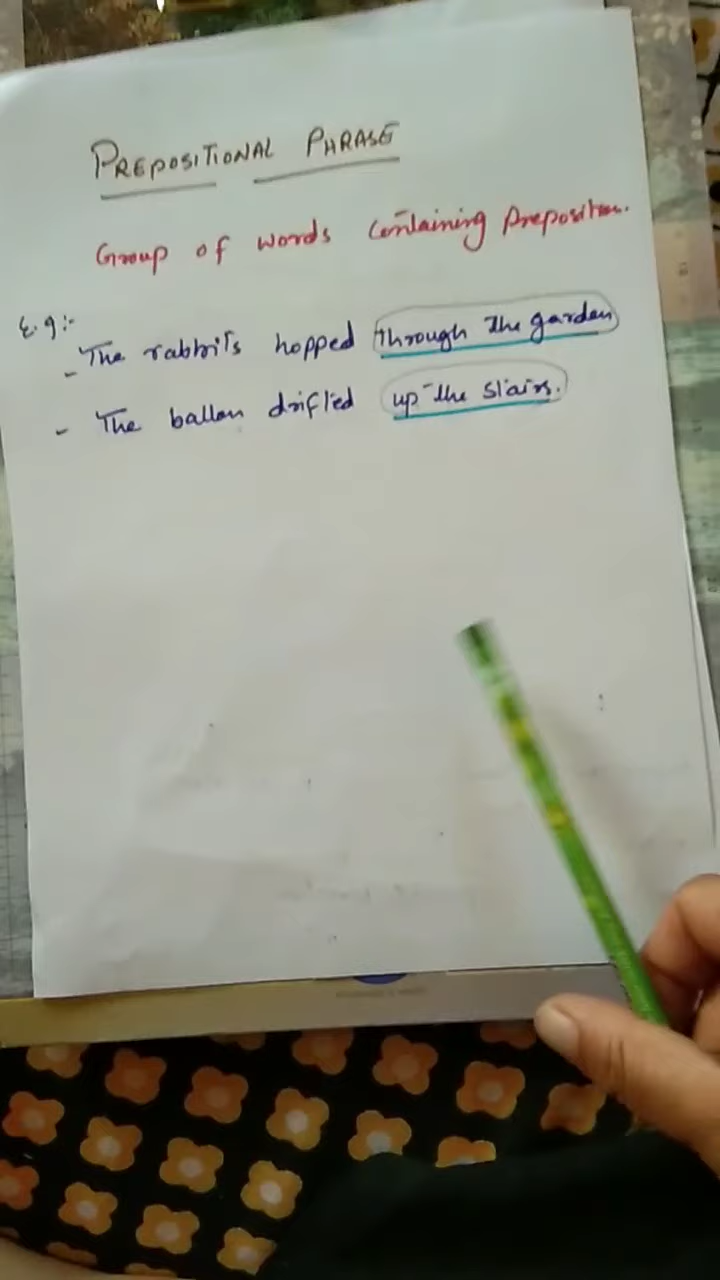 PREPOSITIONAL PHRASE
Group of words containing preposition.
E.g:-
- The rabbits hopped through the garden
- The ballon drifted up the stairs.